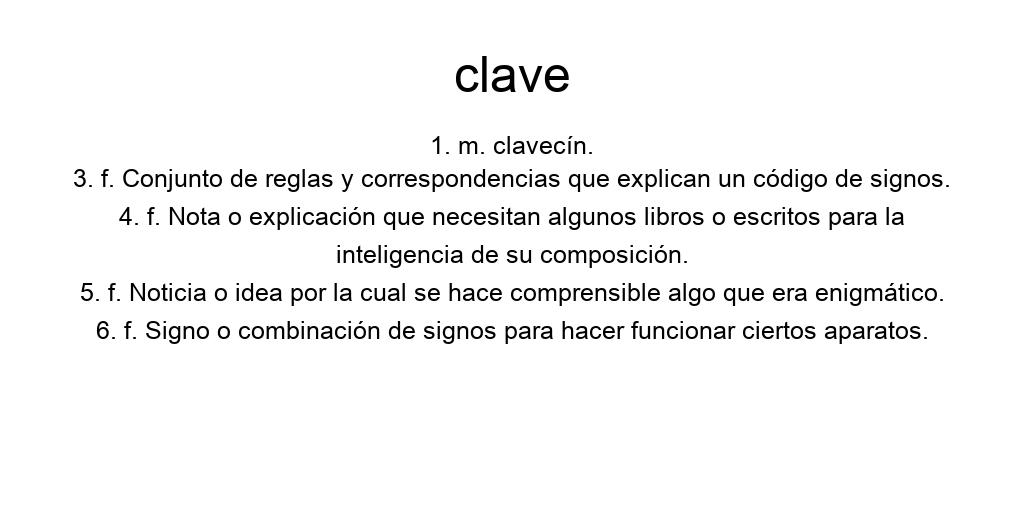 clave
1. m. clavecín.
3. f. Conjunto de reglas y correspondencias que explican un código de signos.
4. f. Nota o explicación que necesitan algunos libros o escritos para la
inteligencia de su composición.
5. f. Noticia o idea por la cual se hace comprensible algo que era enigmático.
6. f. Signo o combinación de signos para hacer funcionar ciertos aparatos.